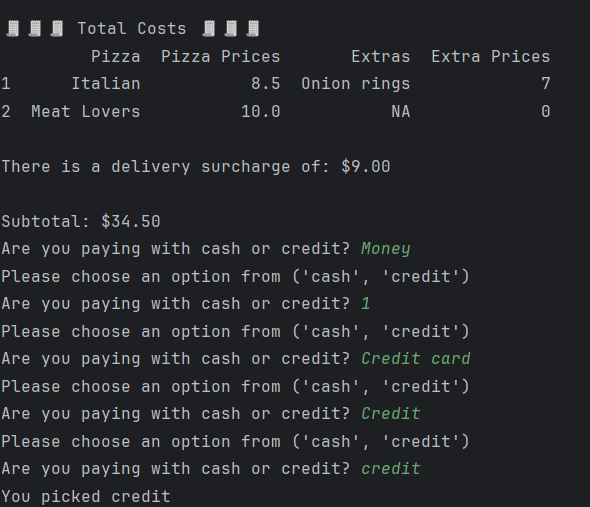 🧾🧾🧾 Total Costs 🧾🧾🧾
Pizza Pizza Prices Extras Extra Prices
1 Italian 8.5 Onion rings 7
2 Meat Lovers 10.0 NA 0
There is a delivery surcharge of: $9.00
Subtotal: $34.50
Are you paying with cash or credit? Money
Please choose an option from ('cash', 'credit')
Are you paying with cash or credit? 1
Please choose an option from ('cash', 'credit')
Are you paying with cash or credit? Credit card
Please choose an option from ('cash', 'credit')
Are you paying with cash or credit? Credit
Please choose an option from ('cash', 'credit')
Are you paying with cash or credit? credit
You picked credit